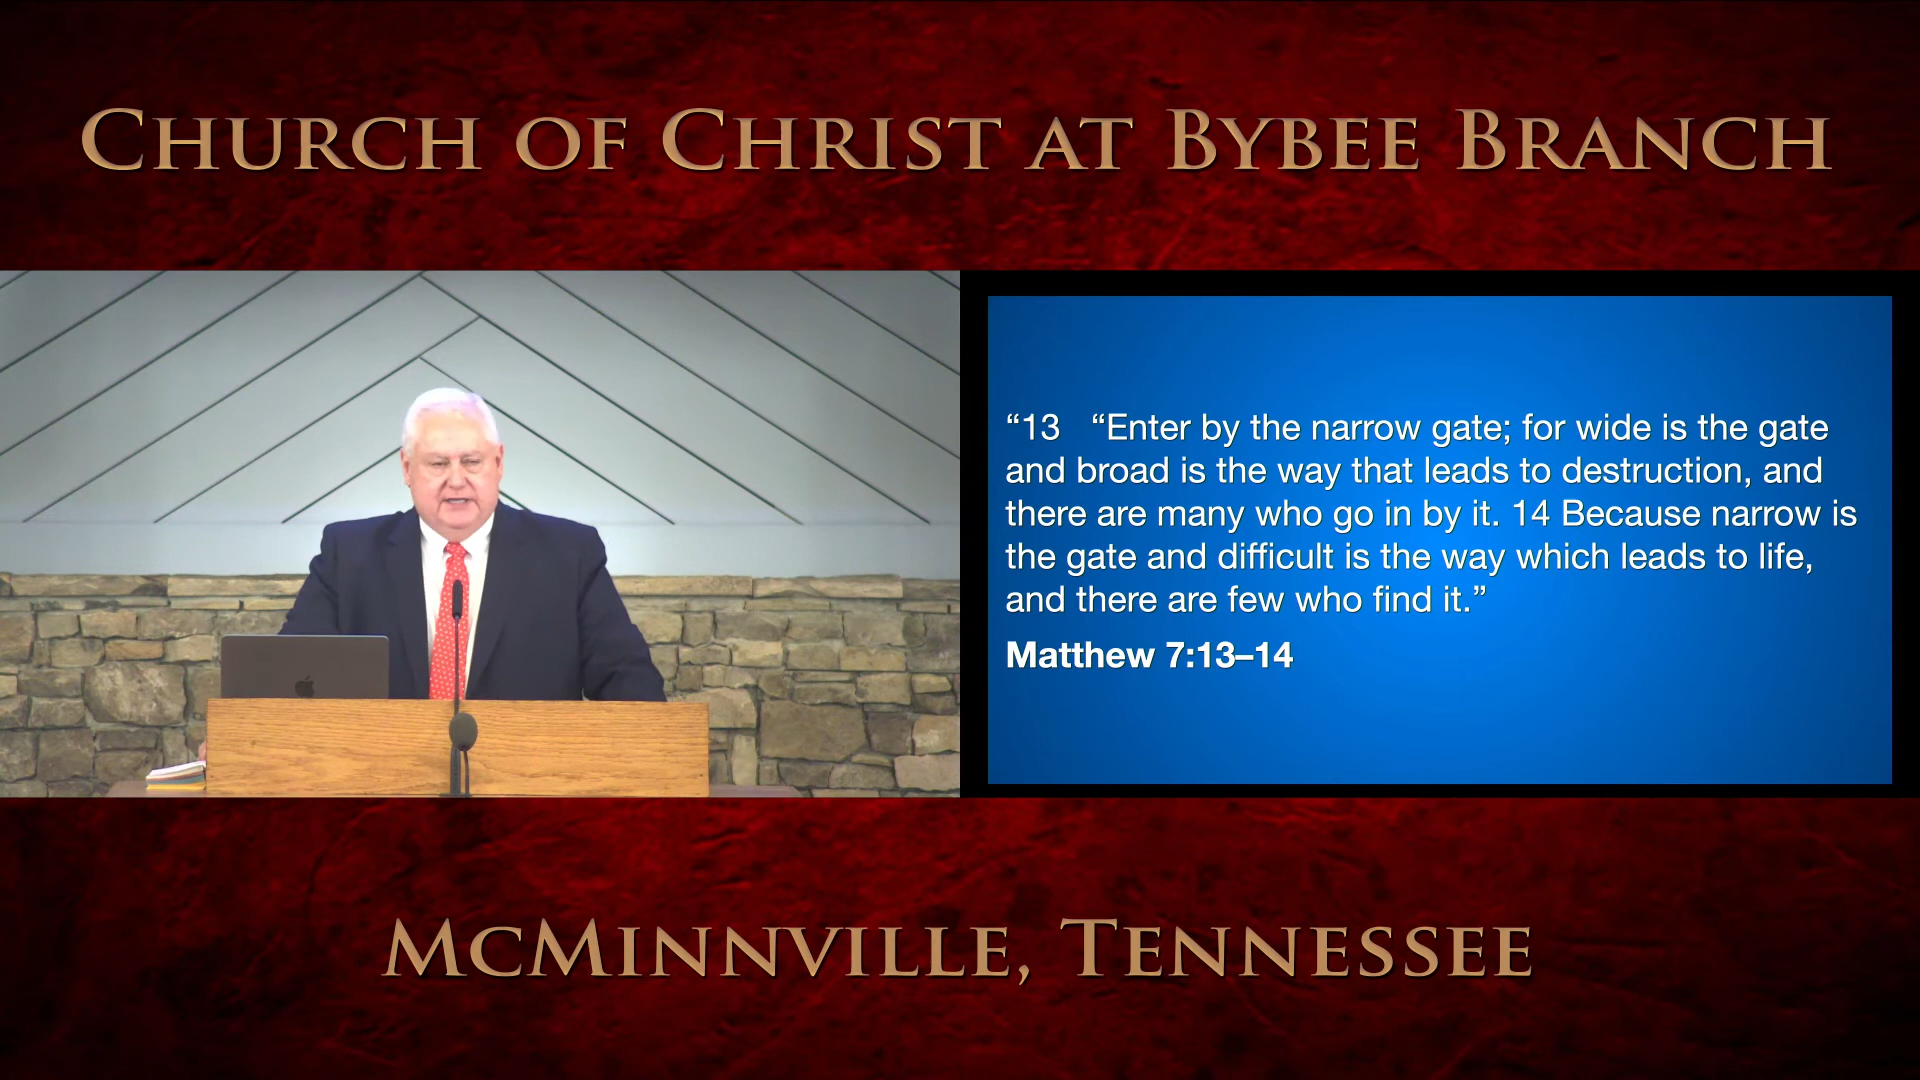 CHURCH OF CHRIST AT BYBEE BRANCH
“13 “Enter by the narrow gate; for wide is the gate
and broad is the way that leads to destruction, and
there are many who go in by it. 14 Because narrow is
the gate and difficult is the way which leads to life,
and there are few who find it.”
Matthew 7:13–14
MCMINNVILLE, TENNESSEE